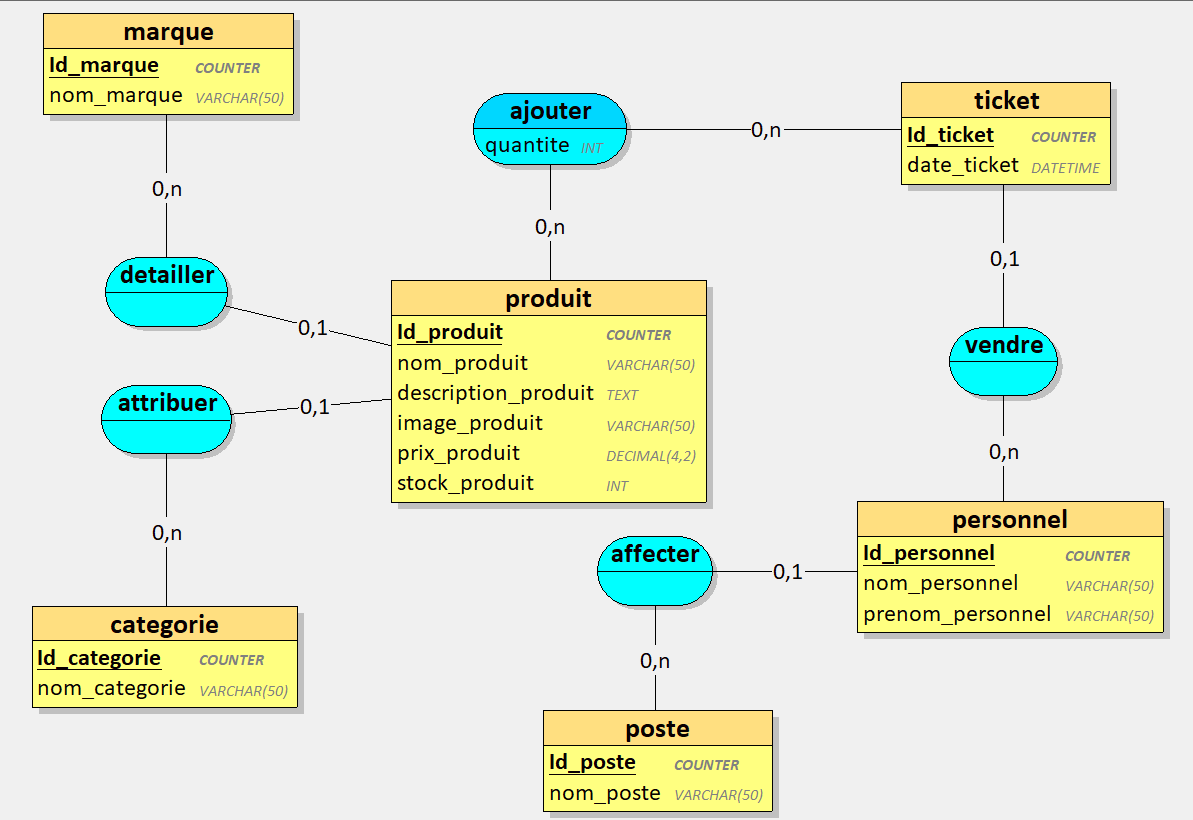 marque
Id_marque COUNTER
nom_marque VARCHAR(50)
0,n
detailler
0,1
attribuer
0,1
0,n
categorie
Id_categorie COUNTER
nom_categorie VARCHAR(50)
ajouter
quantite INT
0,n
0,n
produit
Id_produit COUNTER
nom_produit VARCHAR(50)
description_produit TEXT
image_produit VARCHAR(50)
prix_produit DECIMAL(4,2)
stock_produit INT
ticket
Id_ticket COUNTER
date_ticket DATETIME
0,1
vendre
0,n
personnel
Id_personnel COUNTER
nom_personnel VARCHAR(50)
prenom_personnel VARCHAR(50)
affecter
0,1
0,n
poste
Id_poste COUNTER
nom_poste VARCHAR(50)